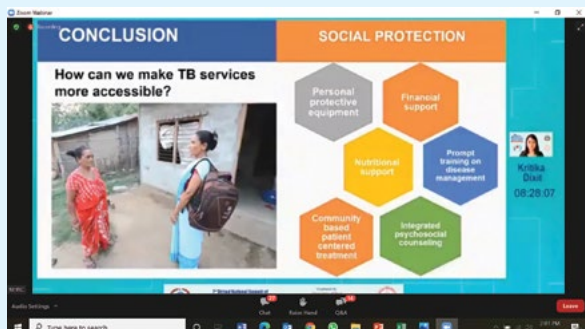 Zoom Webinar
CONCLUSION
SOCIAL PROTECTION
How can we make TB services
more accessible?
Personal
protective
equipment
Financial
support
Nutritional
support
Prompt
training on
disease
management
Community
based
patient
centered
treatment
Integrated
psychosocial
counseling
Kritika
Dixit
08:28:07
Audio Settings
Chat
Raise Hand
Q&A
Leave
Type here to search